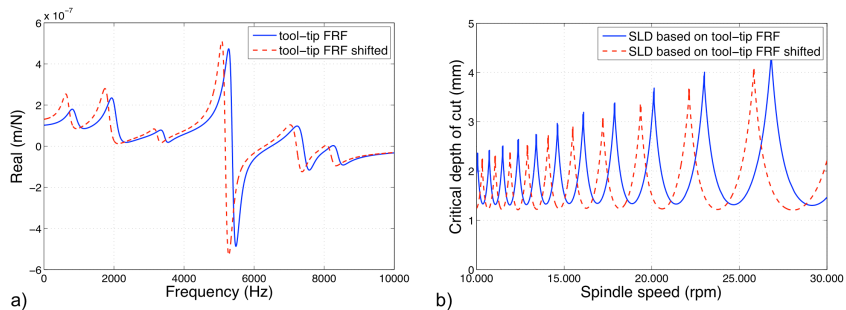 x 10⁻⁷
6
4
2
0
−2
−4
−6
Real (m/N)
tool−tip FRF
tool−tip FRF shifted
0
2000
4000
6000
8000
10000
Frequency (Hz)
a)
5
4
3
2
1
0
Critical depth of cut (mm)
SLD based on tool−tip FRF
SLD based on tool−tip FRF shifted
10.000
15.000
20.000
25.000
30.000
Spindle speed (rpm)
b)